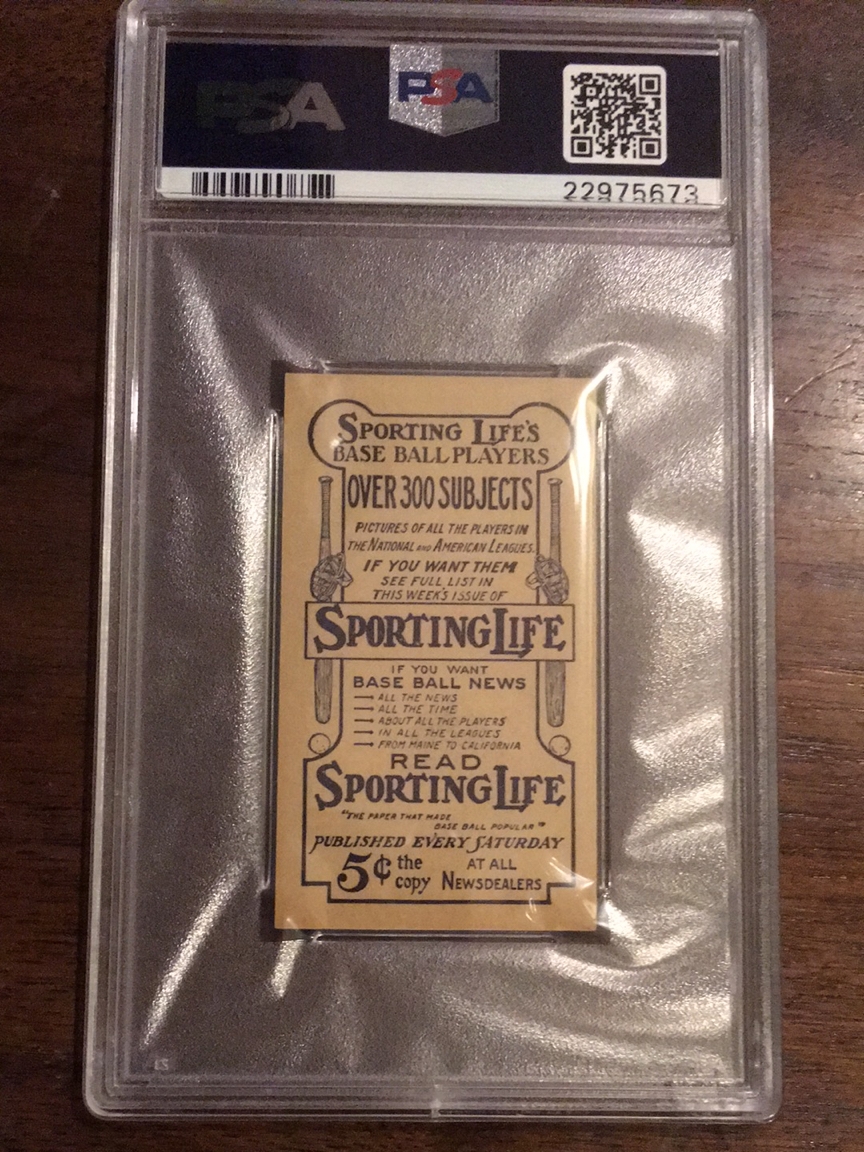 PSA PSA
22975673
SPORTING LIFE'S
BASE BALL PLAYERS
OVER 300 SUBJECTS
PICTURES OF ALL THE PLAYERS IN
THE NATIONAL AND AMERICAN LEAGUES.
IF YOU WANT THEM
SEE FULL LIST IN
THIS WEEK'S ISSUE OF
SPORTING LIFE
IF YOU WANT
BASE BALL NEWS
ALL THE NEWS
ALL THE TIME
ABOUT ALL THE PLAYERS
IN ALL THE LEAGUES
FROM MAINE TO CALIFORNIA
READ
SPORTING LIFE
"THE PAPER THAT MADE
BASE BALL POPULAR"
PUBLISHED EVERY SATURDAY
5¢ the copy AT ALL NEWSDEALERS